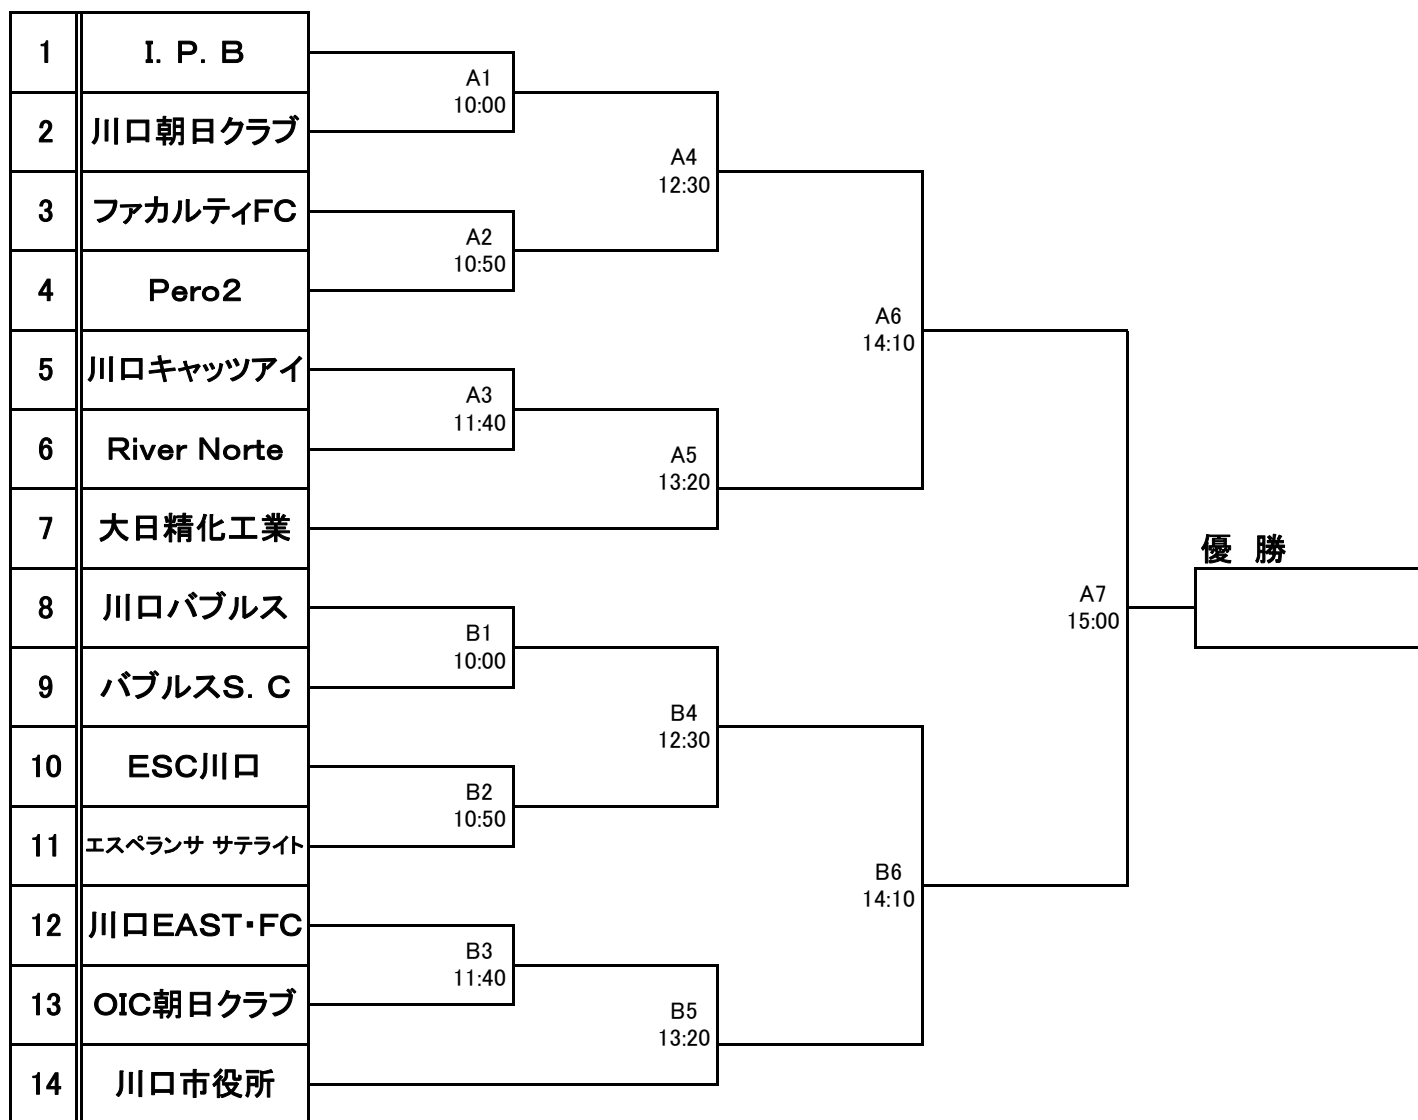 1 I. P. B
A1
10:00
2 川口朝日クラブ
A4
12:30
3 ファカルティFC
A2
10:50
4 Pero2
A6
14:10
5 川口キャッツアイ
A3
11:40
6 River Norte
A5
13:20
7 大日精化工業
優 勝
8 川口バブルス
A7
15:00
B1
10:00
9 バブルスS. C
B4
12:30
10 ESC川口
B2
10:50
11 エスペランサ サテライト
B6
14:10
12 川口EAST・FC
B3
11:40
13 OIC朝日クラブ
B5
13:20
14 川口市役所